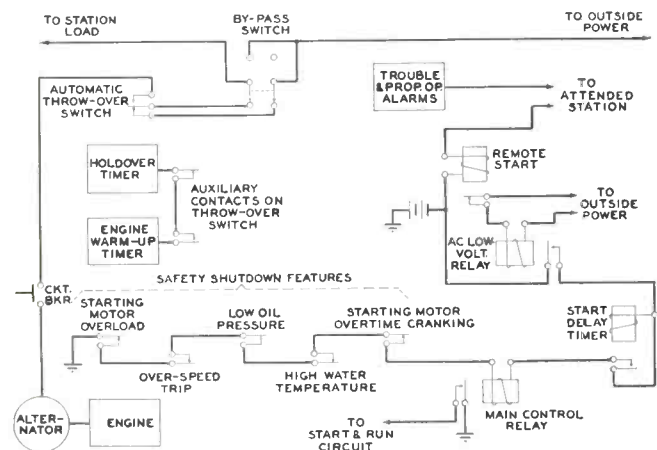 TO STATION
LOAD
BY-PASS
SWITCH
TO OUTSIDE
POWER
AUTOMATIC
THROW-OVER
SWITCH
TROUBLE
& PROP. OP.
ALARMS
TO
ATTENDED
STATION
HOLDOVER
TIMER
REMOTE
START
AUXILIARY
CONTACTS ON
THROW-OVER
SWITCH
TO
OUTSIDE
POWER
ENGINE
WARM-UP
TIMER
AC LOW
VOLT.
RELAY
CKT.
BKR.
SAFETY SHUTDOWN FEATURES
STARTING
MOTOR
OVERLOAD
LOW OIL
PRESSURE
STARTING MOTOR
OVERTIME CRANKING
START
DELAY
TIMER
OVER-SPEED
TRIP
HIGH WATER
TEMPERATURE
ALTER-
NATOR
ENGINE
TO
START & RUN
CIRCUIT
MAIN CONTROL
RELAY